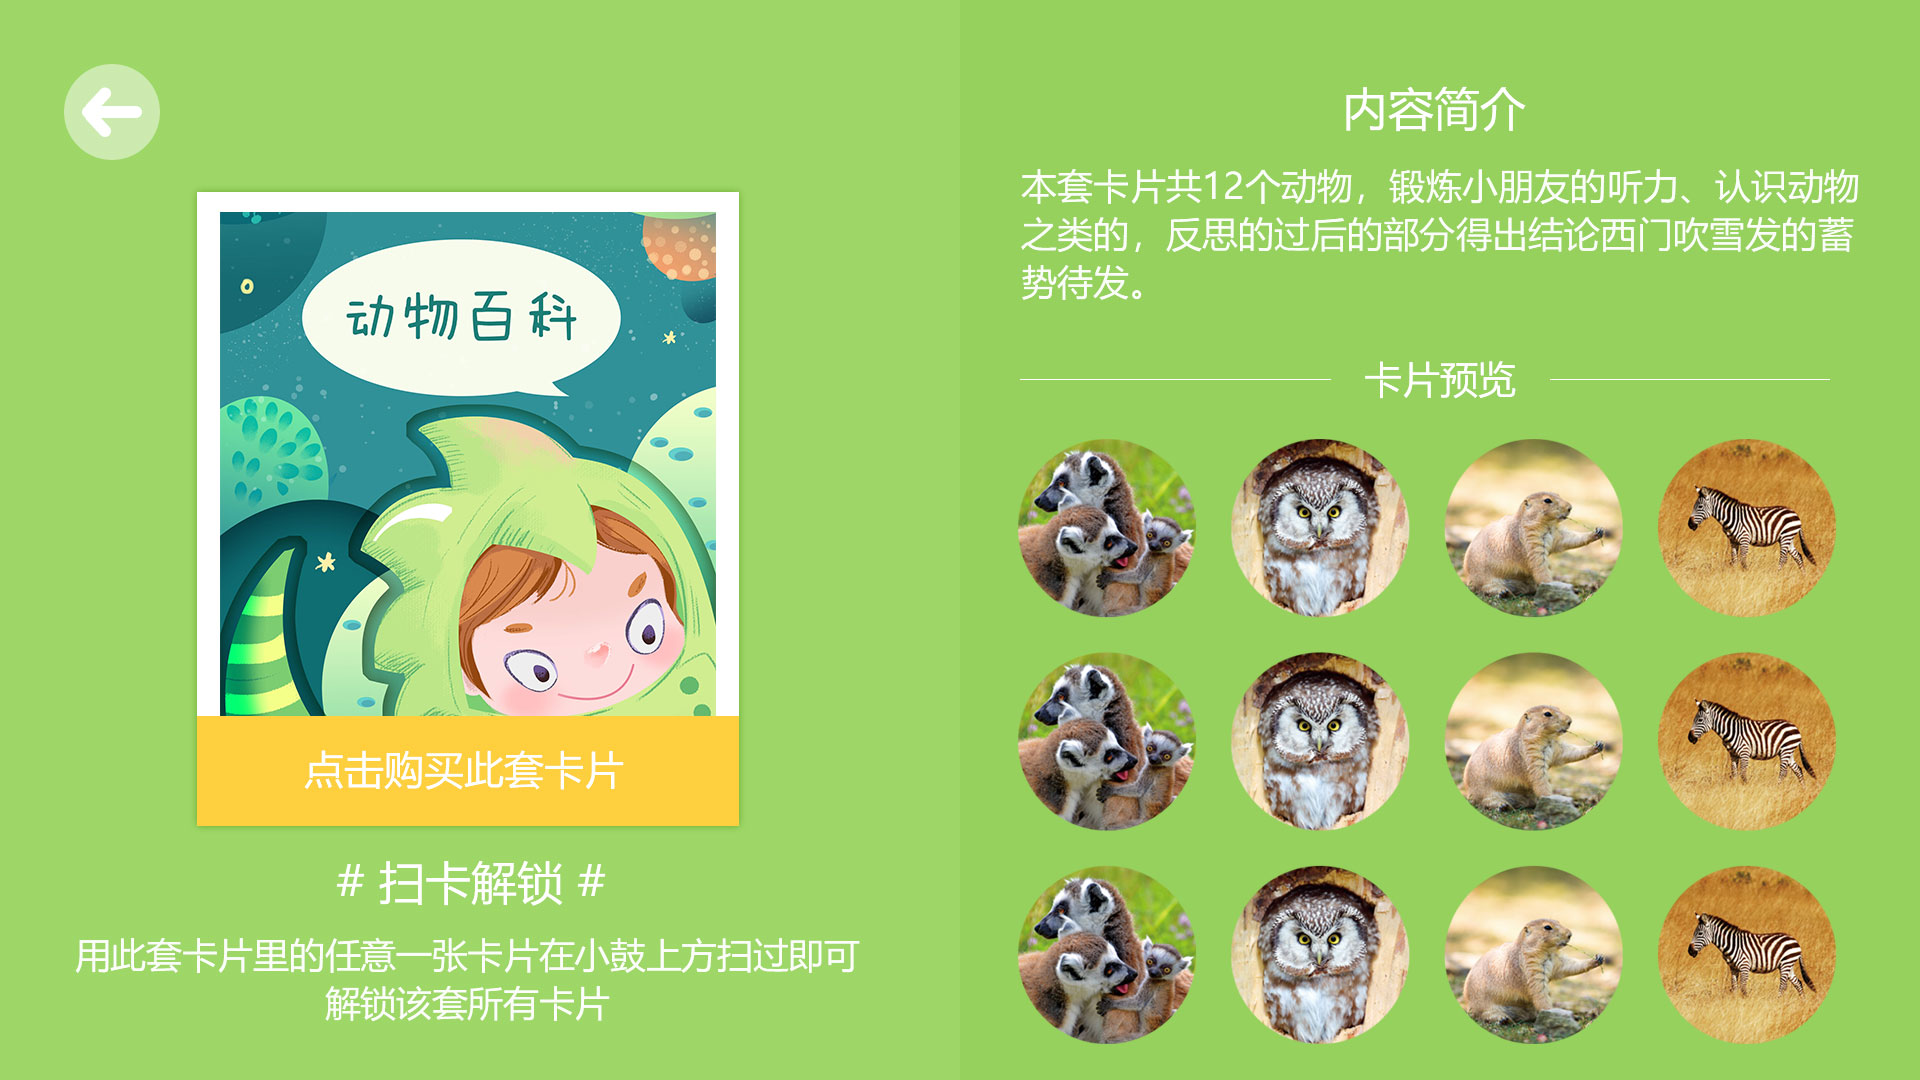 动物百科
点击购买此套卡片
# 扫卡解锁 #
用此套卡片里的任意一张卡片在小鼓上方扫过即可
解锁该套所有卡片
内容简介
本套卡片共12个动物，锻炼小朋友的听力、认识动物
之类的，反思的过后的部分得出结论西门吹雪发的蓄
势待发。
卡片预览